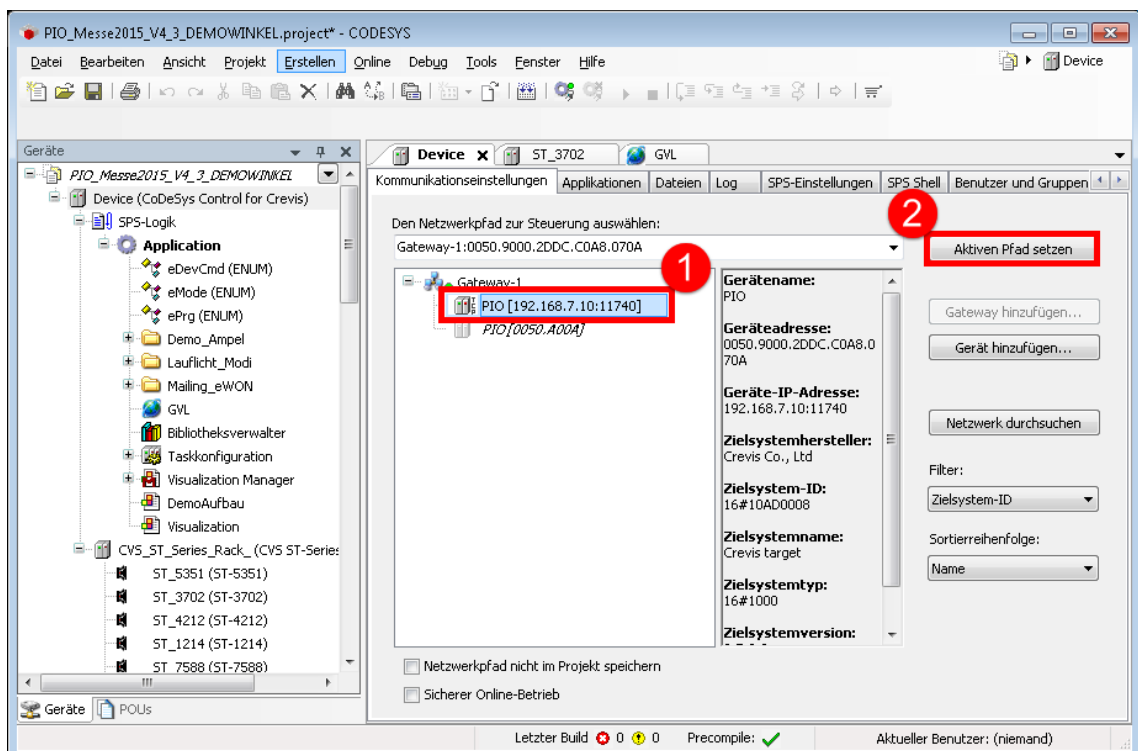 PIO_Messe2015_V4_3_DEMOWINKEL.project* - CODESYS
Datei Bearbeiten Ansicht Projekt Erstellen Online Debug Tools Fenster Hilfe
Device
Geräte
PIO_Messe2015_V4_3_DEMOWINKEL
Device (CoDeSys Control for Crevis)
SPS-Logik
Application
eDevCmd (ENUM)
eMode (ENUM)
ePrg (ENUM)
Demo_Ampel
Lauflicht_Modi
Mailing_eWON
GVL
Bibliotheksverwalter
Taskkonfiguration
Visualization Manager
DemoAufbau
Visualization
CVS_ST_Series_Rack_ (CVS ST-Series
ST_5351 (ST-5351)
ST_3702 (ST-3702)
ST_4212 (ST-4212)
ST_1214 (ST-1214)
ST_7588 (ST-7588)
Geräte POUs
Device ST_3702 GVL
Kommunikationseinstellungen Applikationen Dateien Log SPS-Einstellungen SPS Shell Benutzer und Gruppen
Den Netzwerkpfad zur Steuerung auswählen:
Gateway-1:0050.9000.2DDC.C0A8.070A
1
2
Aktiven Pfad setzen
Gateway-1
PIO [192.168.7.10:11740]
PIO [0050.A00A]
Gerätename:
PIO
Geräteadresse:
0050.9000.2DDC.C0A8.0
70A
Geräte-IP-Adresse:
192.168.7.10:11740
Zielsystemhersteller:
Crevis Co., Ltd
Zielsystem-ID:
16#10AD0008
Zielsystemname:
Crevis target
Zielsystemtyp:
16#1000
Zielsystemversion:
Gateway hinzufügen...
Gerät hinzufügen...
Netzwerk durchsuchen
Filter:
Zielsystem-ID
Sortierreihenfolge:
Name
Netzwerkpfad nicht im Projekt speichern
Sicherer Online-Betrieb
Letzter Build 0 0 Precompile: Aktueller Benutzer: (niemand)